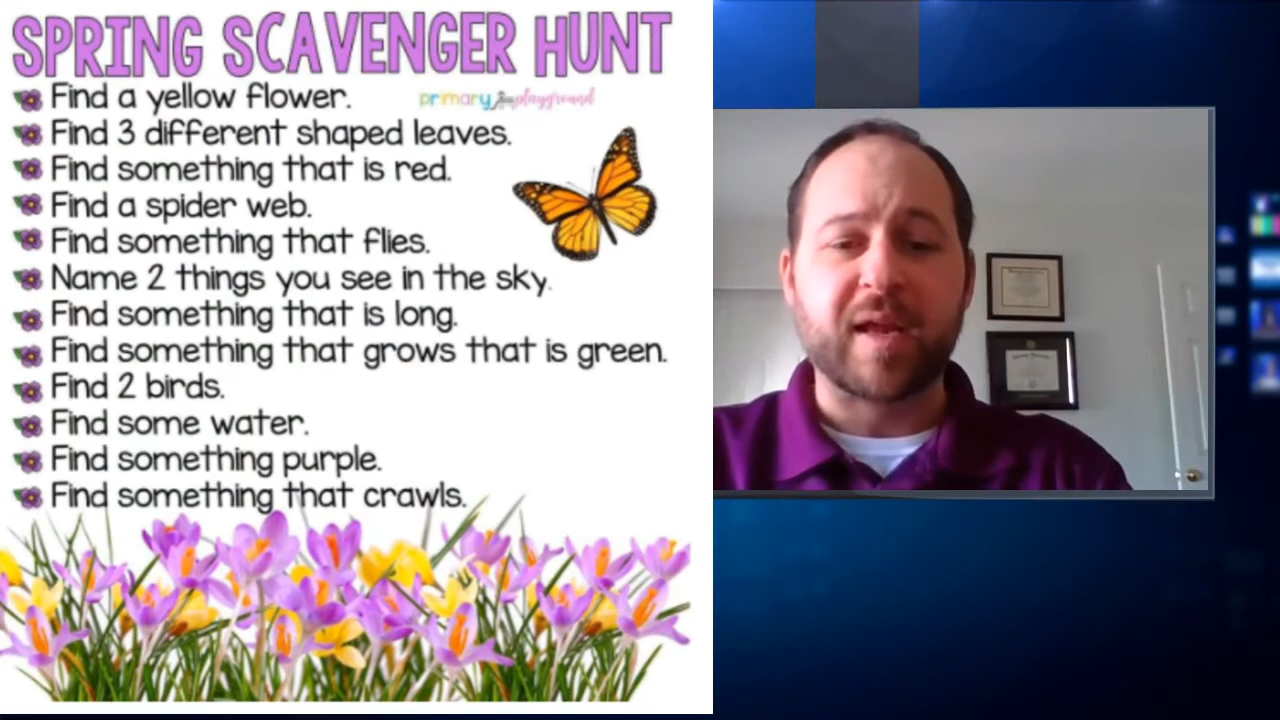 SPRING SCAVENGER HUNT
Find a yellow flower.
primary playground
Find 3 different shaped leaves.
Find something that is red.
Find a spider web.
Find something that flies.
Name 2 things you see in the sky.
Find something that is long.
Find something that grows that is green.
Find 2 birds.
Find some water.
Find something purple.
Find something that crawls.